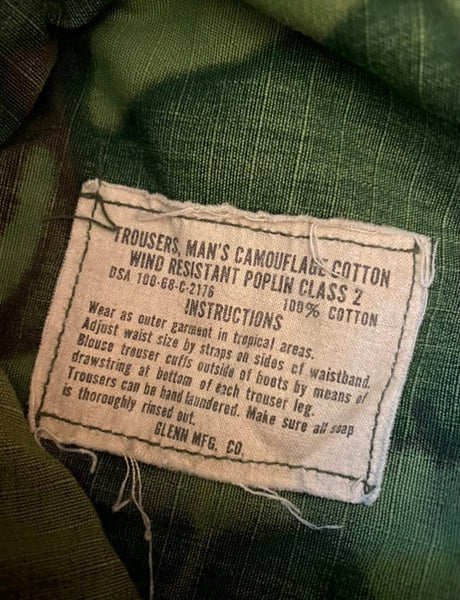 TROUSERS, MAN'S CAMOUFLAGE COTTON
WIND RESISTANT POPLIN CLASS 2
DSA 100-68-C-2176 100% COTTON
INSTRUCTIONS
Wear as outer garment in tropical areas.
Adjust waist size by straps on sides of waistband.
Blouse trouser cuffs outside of boots by means of
drawstring at bottom of each trouser leg.
Trousers can be hand laundered. Make sure all soap
is thoroughly rinsed out.
GLENN MFG. CO.